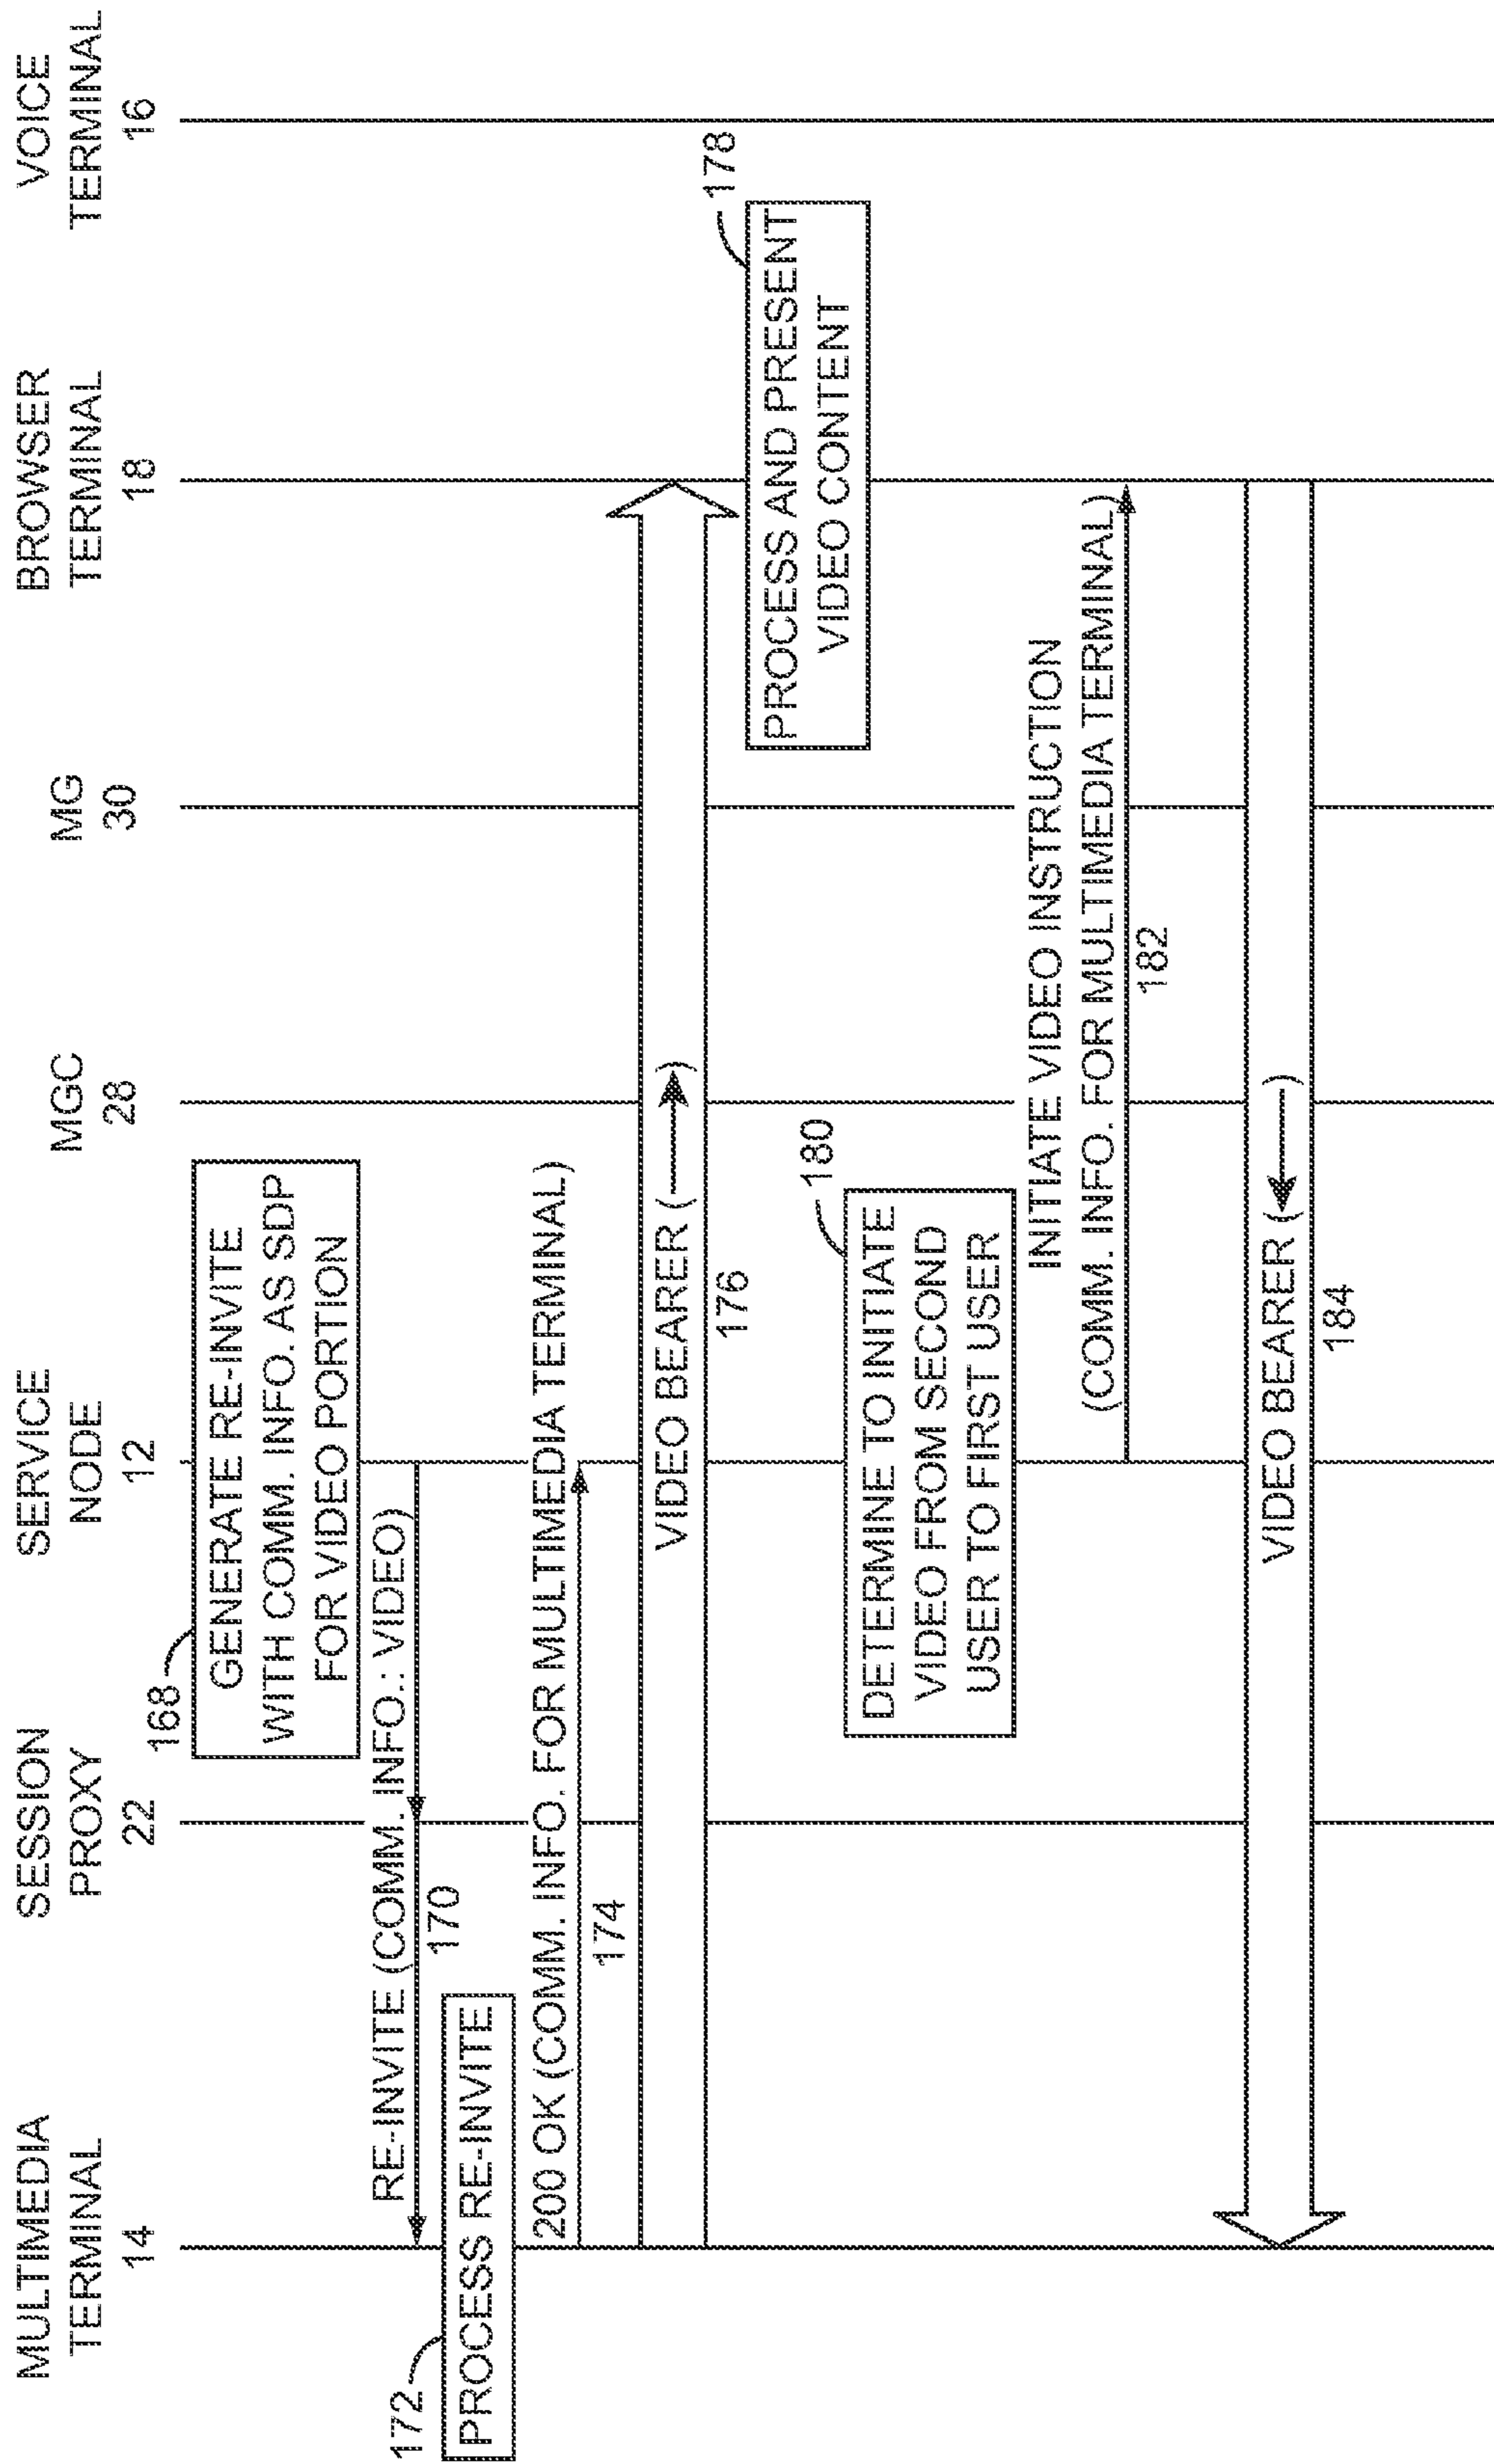 MULTIMEDIA
TERMINAL
14
SESSION
PROXY
22
SERVICE
NODE
12
MGC
28
MG
30
BROWSER
TERMINAL
18
VOICE
TERMINAL
16
168
GENERATE RE-INVITE
WITH COMM. INFO. AS SDP
FOR VIDEO PORTION
RE-INVITE (COMM. INFO.: VIDEO)
170
172
PROCESS RE-INVITE
200 OK (COMM. INFO. FOR MULTIMEDIA TERMINAL)
174
VIDEO BEARER (⟶)
176
178
PROCESS AND PRESENT
VIDEO CONTENT
180
DETERMINE TO INITIATE
VIDEO FROM SECOND
USER TO FIRST USER
INITIATE VIDEO INSTRUCTION
(COMM. INFO. FOR MULTIMEDIA TERMINAL)
182
VIDEO BEARER (⟵)
184